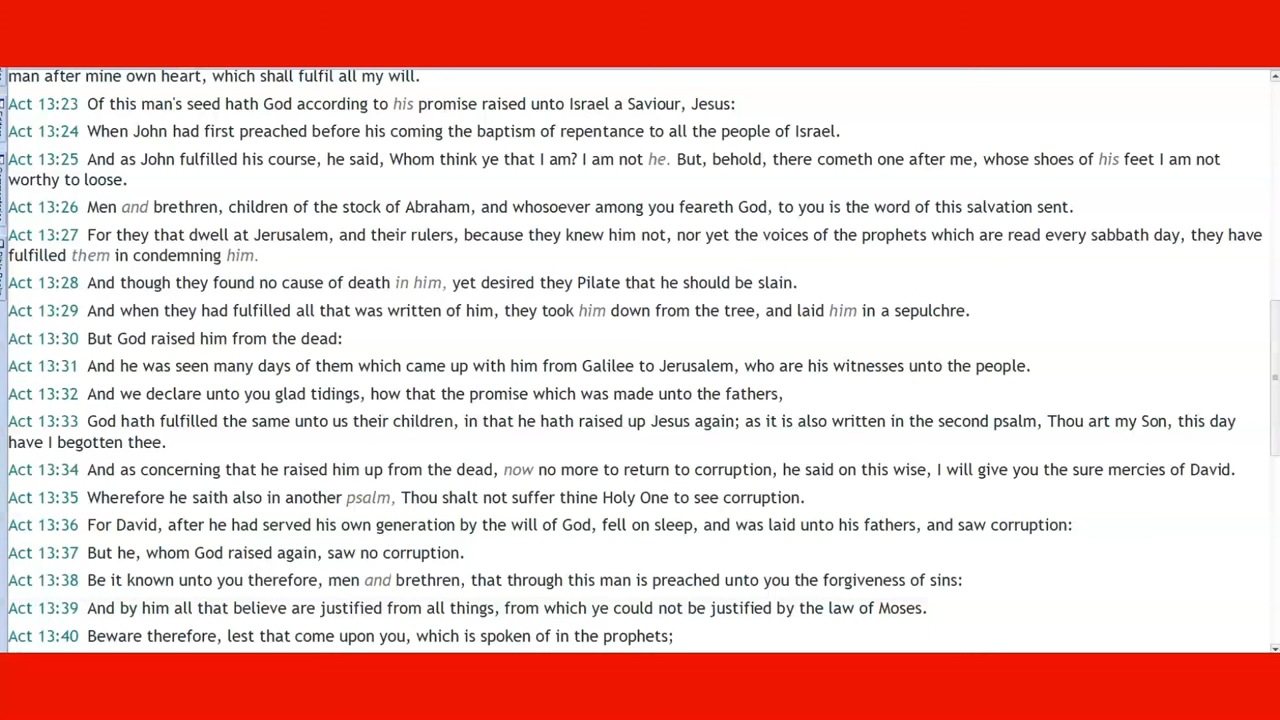 man after mine own heart, which shall fulfil all my will.
Act 13:23 Of this man's seed hath God according to his promise raised unto Israel a Saviour, Jesus:
Act 13:24 When John had first preached before his coming the baptism of repentance to all the people of Israel.
Act 13:25 And as John fulfilled his course, he said, Whom think ye that I am? I am not he. But, behold, there cometh one after me, whose shoes of his feet I am not
worthy to loose.
Act 13:26 Men and brethren, children of the stock of Abraham, and whosoever among you feareth God, to you is the word of this salvation sent.
Act 13:27 For they that dwell at Jerusalem, and their rulers, because they knew him not, nor yet the voices of the prophets which are read every sabbath day, they have
fulfilled them in condemning him.
Act 13:28 And though they found no cause of death in him, yet desired they Pilate that he should be slain.
Act 13:29 And when they had fulfilled all that was written of him, they took him down from the tree, and laid him in a sepulchre.
Act 13:30 But God raised him from the dead:
Act 13:31 And he was seen many days of them which came up with him from Galilee to Jerusalem, who are his witnesses unto the people.
Act 13:32 And we declare unto you glad tidings, how that the promise which was made unto the fathers,
Act 13:33 God hath fulfilled the same unto us their children, in that he hath raised up Jesus again; as it is also written in the second psalm, Thou art my Son, this day
have I begotten thee.
Act 13:34 And as concerning that he raised him up from the dead, now no more to return to corruption, he said on this wise, I will give you the sure mercies of David.
Act 13:35 Wherefore he saith also in another psalm, Thou shalt not suffer thine Holy One to see corruption.
Act 13:36 For David, after he had served his own generation by the will of God, fell on sleep, and was laid unto his fathers, and saw corruption:
Act 13:37 But he, whom God raised again, saw no corruption.
Act 13:38 Be it known unto you therefore, men and brethren, that through this man is preached unto you the forgiveness of sins:
Act 13:39 And by him all that believe are justified from all things, from which ye could not be justified by the law of Moses.
Act 13:40 Beware therefore, lest that come upon you, which is spoken of in the prophets;